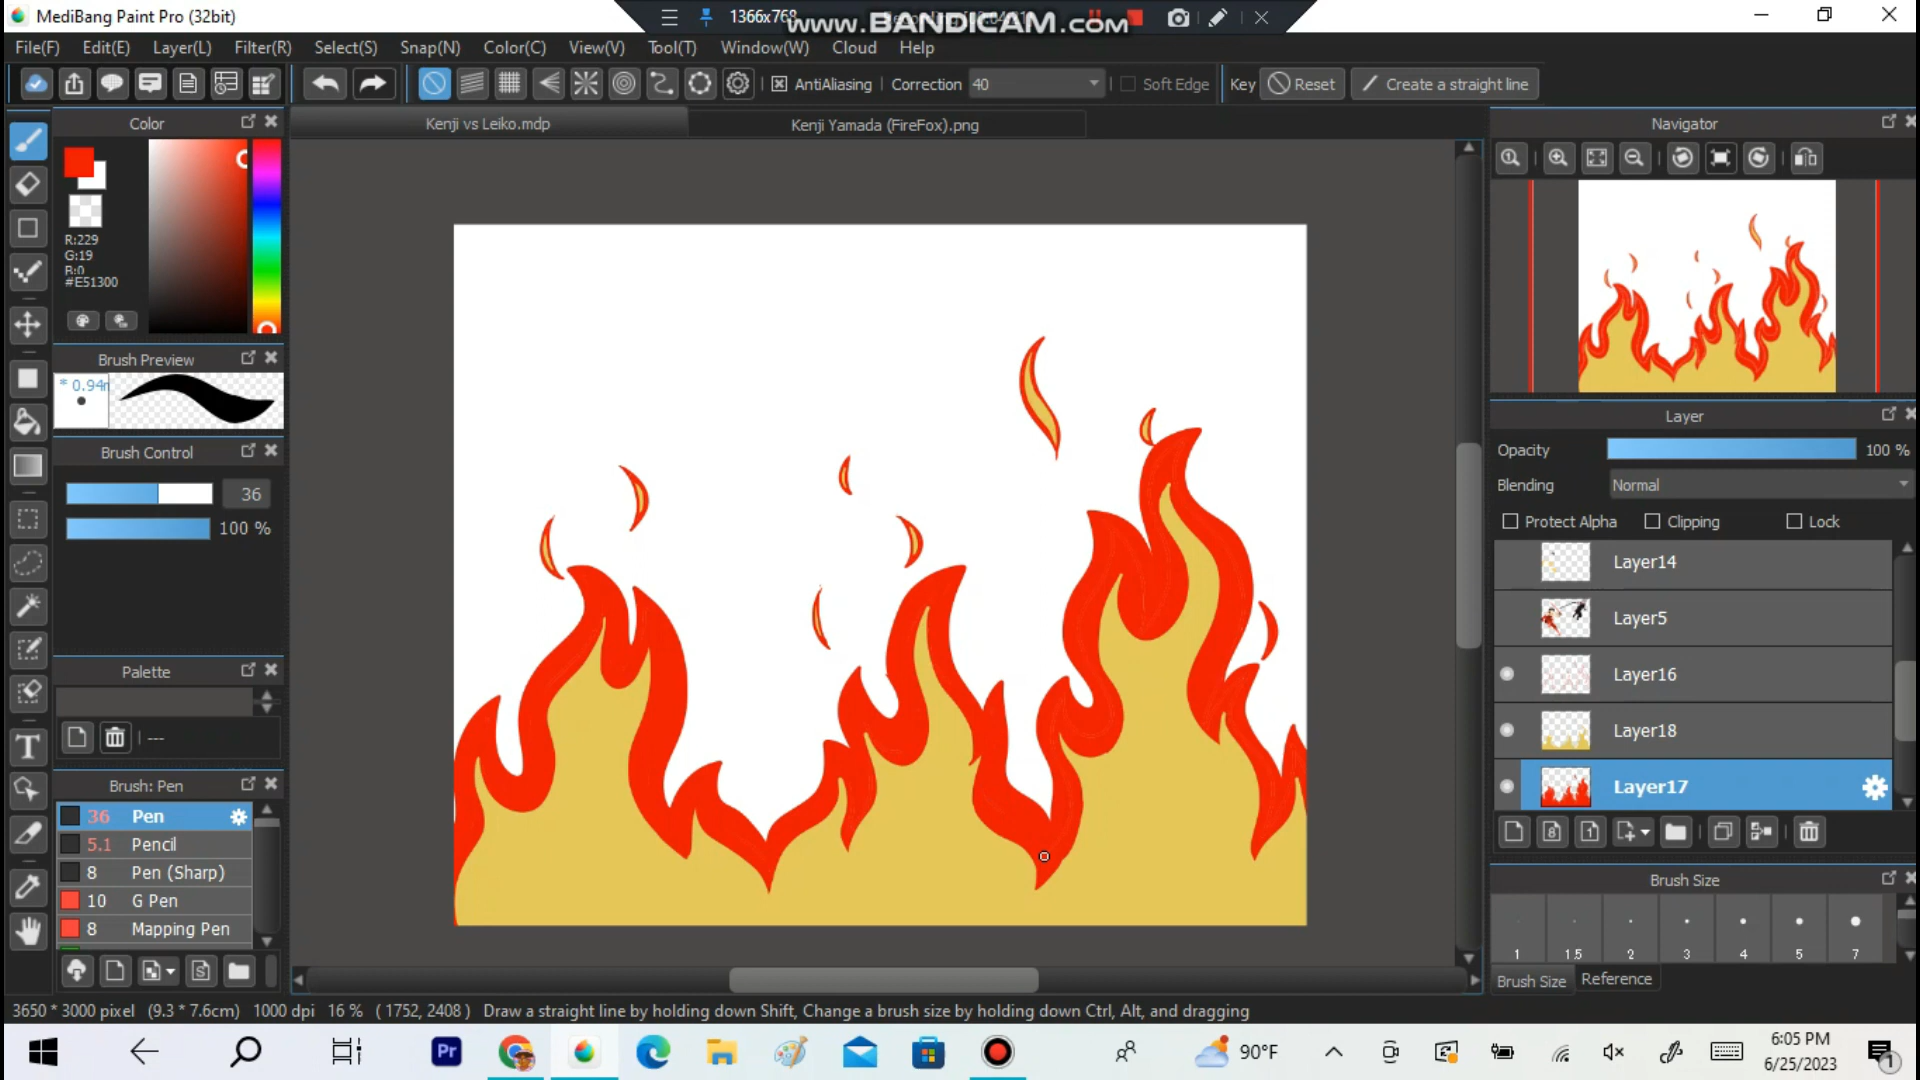 MediBang Paint Pro (32bit)
1366x768
www.BANDICAM.com
File(F) Edit(E) Layer(L) Filter(R) Select(S) Snap(N) Color(C) View(V) Tool(T) Window(W) Cloud Help
AntiAliasing Correction 40 Soft Edge Key Reset Create a straight line
Color
Kenji vs Leiko.mdp
Kenji Yamada (FireFox).png
Navigator
R:229
G:19
B:0
#E51300
Brush Preview
* 0.94
Brush Control
36
100 %
Palette
---
Brush: Pen
36 Pen
5.1 Pencil
8 Pen (Sharp)
10 G Pen
8 Mapping Pen
Layer
Opacity 100 %
Blending Normal
Protect Alpha Clipping Lock
Layer14
Layer5
Layer16
Layer18
Layer17
8 1
Brush Size
1 1.5 2 3 4 5 7
Brush Size Reference
3650 * 3000 pixel (9.3 * 7.6cm) 1000 dpi 16 % ( 1752, 2408 ) Draw a straight line by holding down Shift, Change a brush size by holding down Ctrl, Alt, and dragging
Pr
90°F
6:05 PM
6/25/2023
1